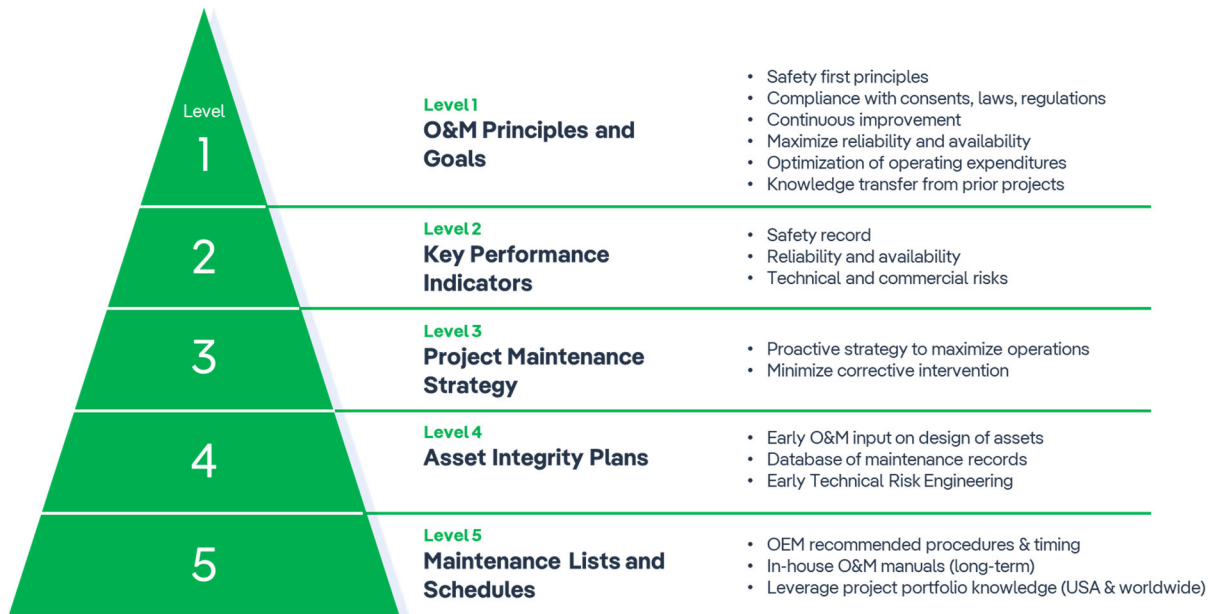 Level
1
Level 1
O&M Principles and
Goals
• Safety first principles
• Compliance with consents, laws, regulations
• Continuous improvement
• Maximize reliability and availability
• Optimization of operating expenditures
• Knowledge transfer from prior projects
2
Level 2
Key Performance
Indicators
• Safety record
• Reliability and availability
• Technical and commercial risks
3
Level 3
Project Maintenance
Strategy
• Proactive strategy to maximize operations
• Minimize corrective intervention
4
Level 4
Asset Integrity Plans
• Early O&M input on design of assets
• Database of maintenance records
• Early Technical Risk Engineering
5
Level 5
Maintenance Lists and
Schedules
• OEM recommended procedures & timing
• In-house O&M manuals (long-term)
• Leverage project portfolio knowledge (USA & worldwide)